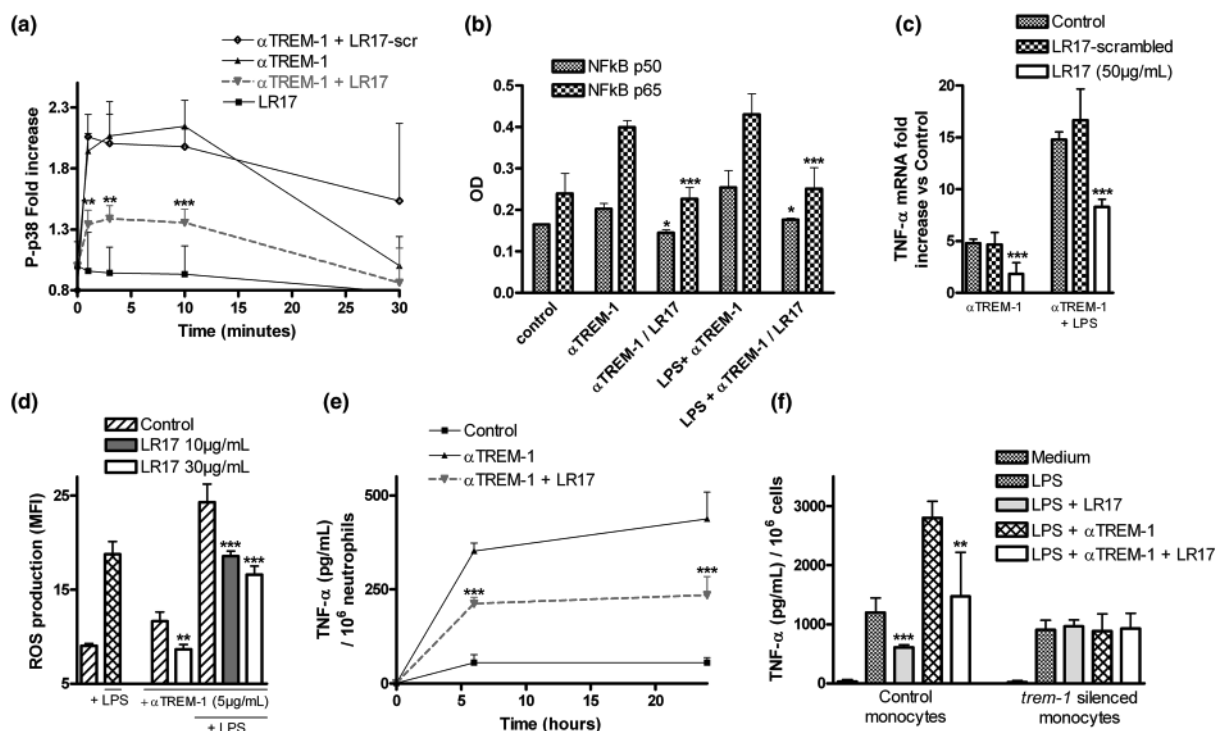 (a)
αTREM-1 + LR17-scr
αTREM-1
αTREM-1 + LR17
LR17
P-p38 Fold increase
2.3
1.8
1.3
0.8
** ** ***
0 5 10 15 20 25 30
Time (minutes)
(b)
NFkB p50
NFkB p65
OD
0.6
0.4
0.2
0.0
* *** * ***
control
αTREM-1
αTREM-1 / LR17
LPS+ αTREM-1
LPS + αTREM-1 / LR17
(c)
Control
LR17-scrambled
LR17 (50µg/mL)
TNF-α mRNA fold
increase vs Control
20
15
10
5
0
*** ***
αTREM-1
αTREM-1
+ LPS
(d)
Control
LR17 10µg/mL
LR17 30µg/mL
ROS production (MFI)
25
15
5
** *** ***
+ LPS
+ αTREM-1 (5µg/mL)
+ LPS
(e)
Control
αTREM-1
αTREM-1 + LR17
TNF-α (pg/mL)
/ 10⁶ neutrophils
500
250
0
*** ***
0 5 10 15 20
Time (hours)
(f)
Medium
LPS
LPS + LR17
LPS + αTREM-1
LPS + αTREM-1 + LR17
TNF-α (pg/mL) / 10⁶ cells
3000
2000
1000
0
*** **
Control
monocytes
trem-1 silenced
monocytes